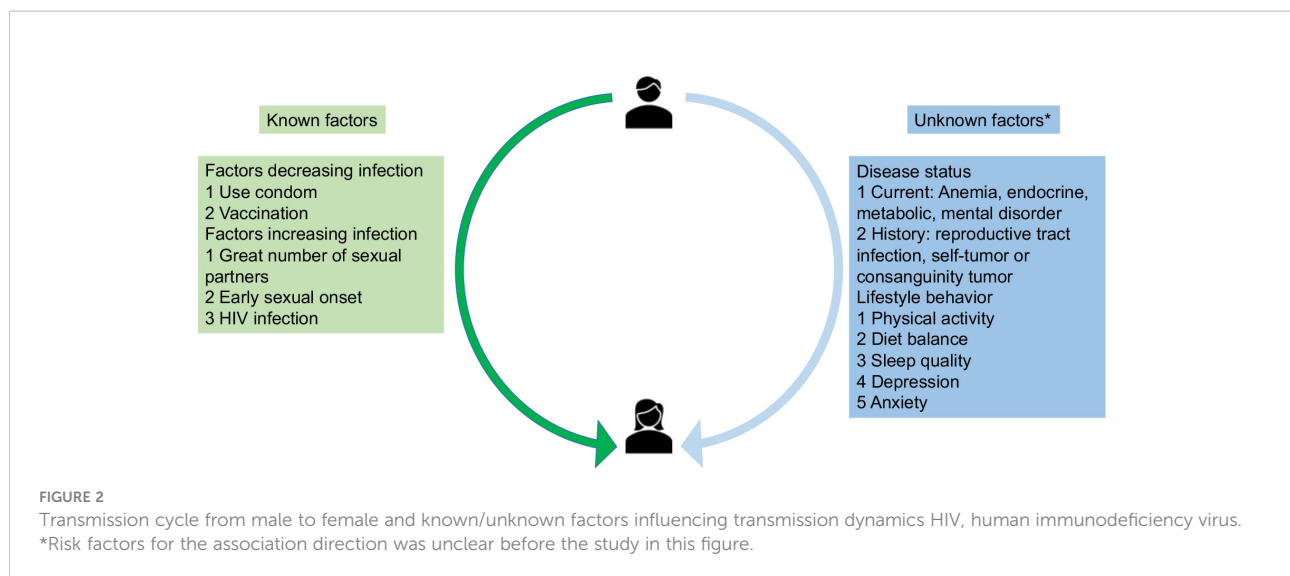 Known factors
Factors decreasing infection
1 Use condom
2 Vaccination
Factors increasing infection
1 Great number of sexual
partners
2 Early sexual onset
3 HIV infection
Unknown factors*
Disease status
1 Current: Anemia, endocrine,
metabolic, mental disorder
2 History: reproductive tract
infection, self-tumor or
consanguinity tumor
Lifestyle behavior
1 Physical activity
2 Diet balance
3 Sleep quality
4 Depression
5 Anxiety
FIGURE 2
Transmission cycle from male to female and known/unknown factors influencing transmission dynamics HIV, human immunodeficiency virus.
*Risk factors for the association direction was unclear before the study in this figure.